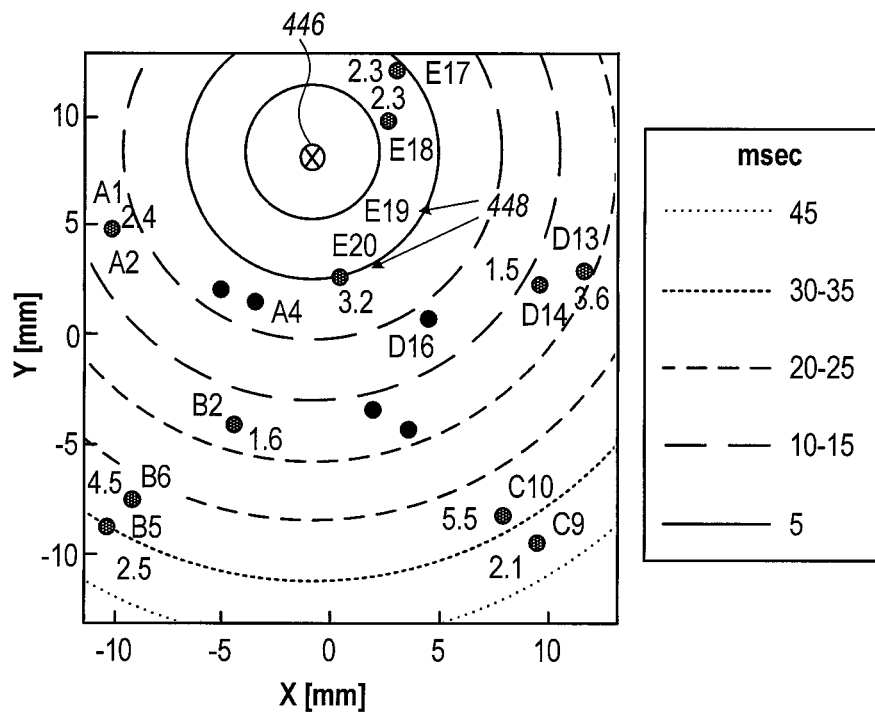 446
2.3 E17
2.3
10
E18
msec
A1
E19
448
45
5
2.4
E20
D13
A2
1.5
30-35
3.2
A4
D14 3.6
0
D16
20-25
Y [mm]
B2
1.6
10-15
-5
4.5 B6
C10
B5
5.5
C9
5
-10
2.5
2.1
-10 -5 0 5 10
X [mm]